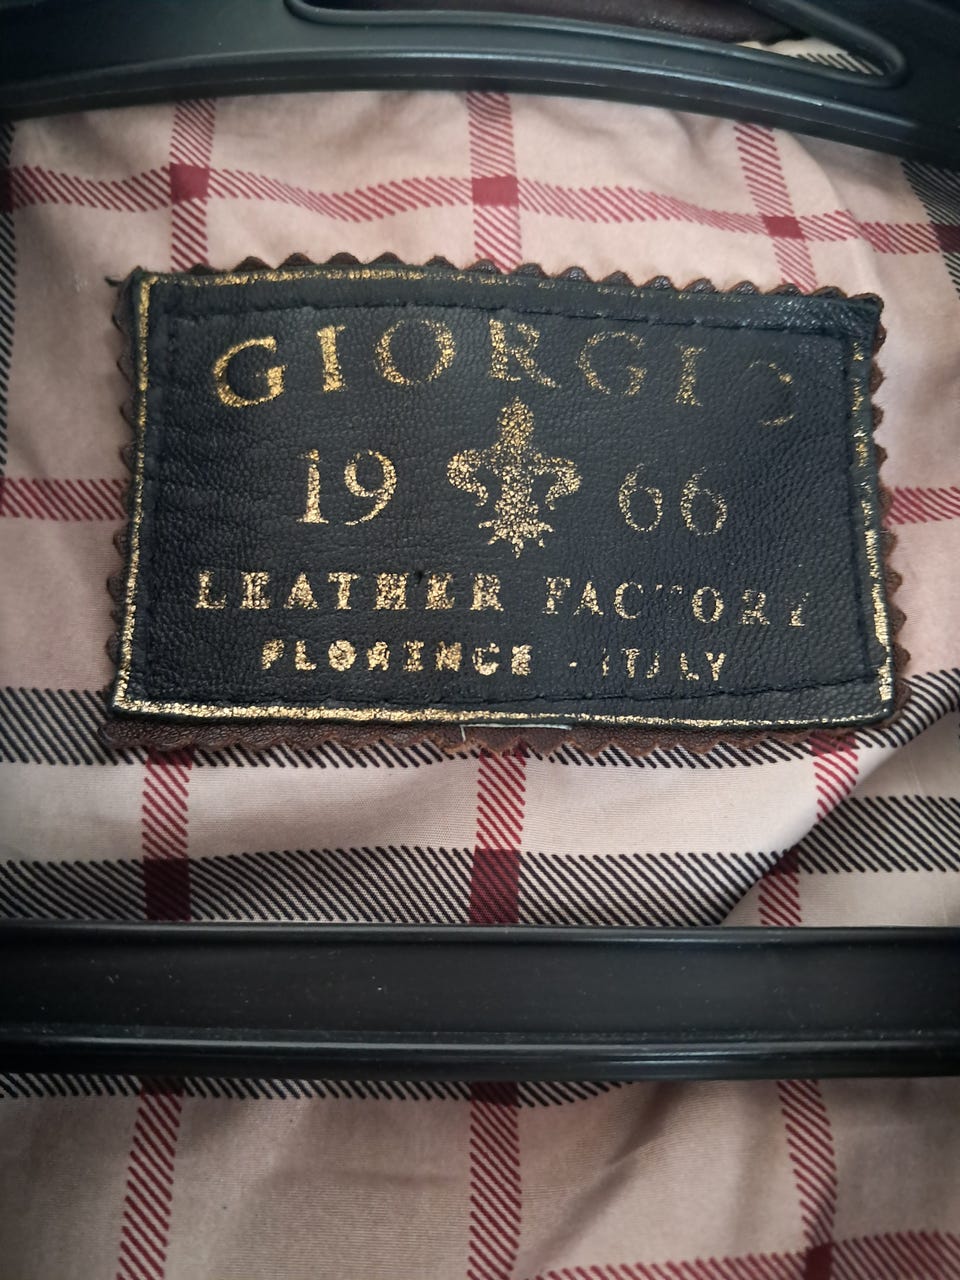 GIORGIO
19 66
LEATHER FACTORY
FLORENCE - ITALY